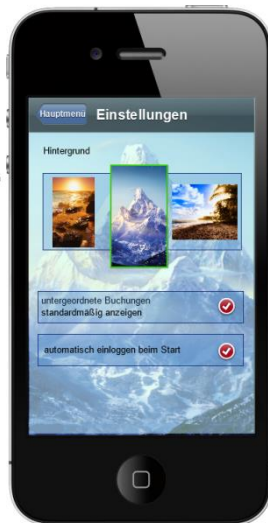 Hauptmenü Einstellungen
Hintergrund
untergeordnete Buchungen
standardmäßig anzeigen
automatisch einloggen beim Start